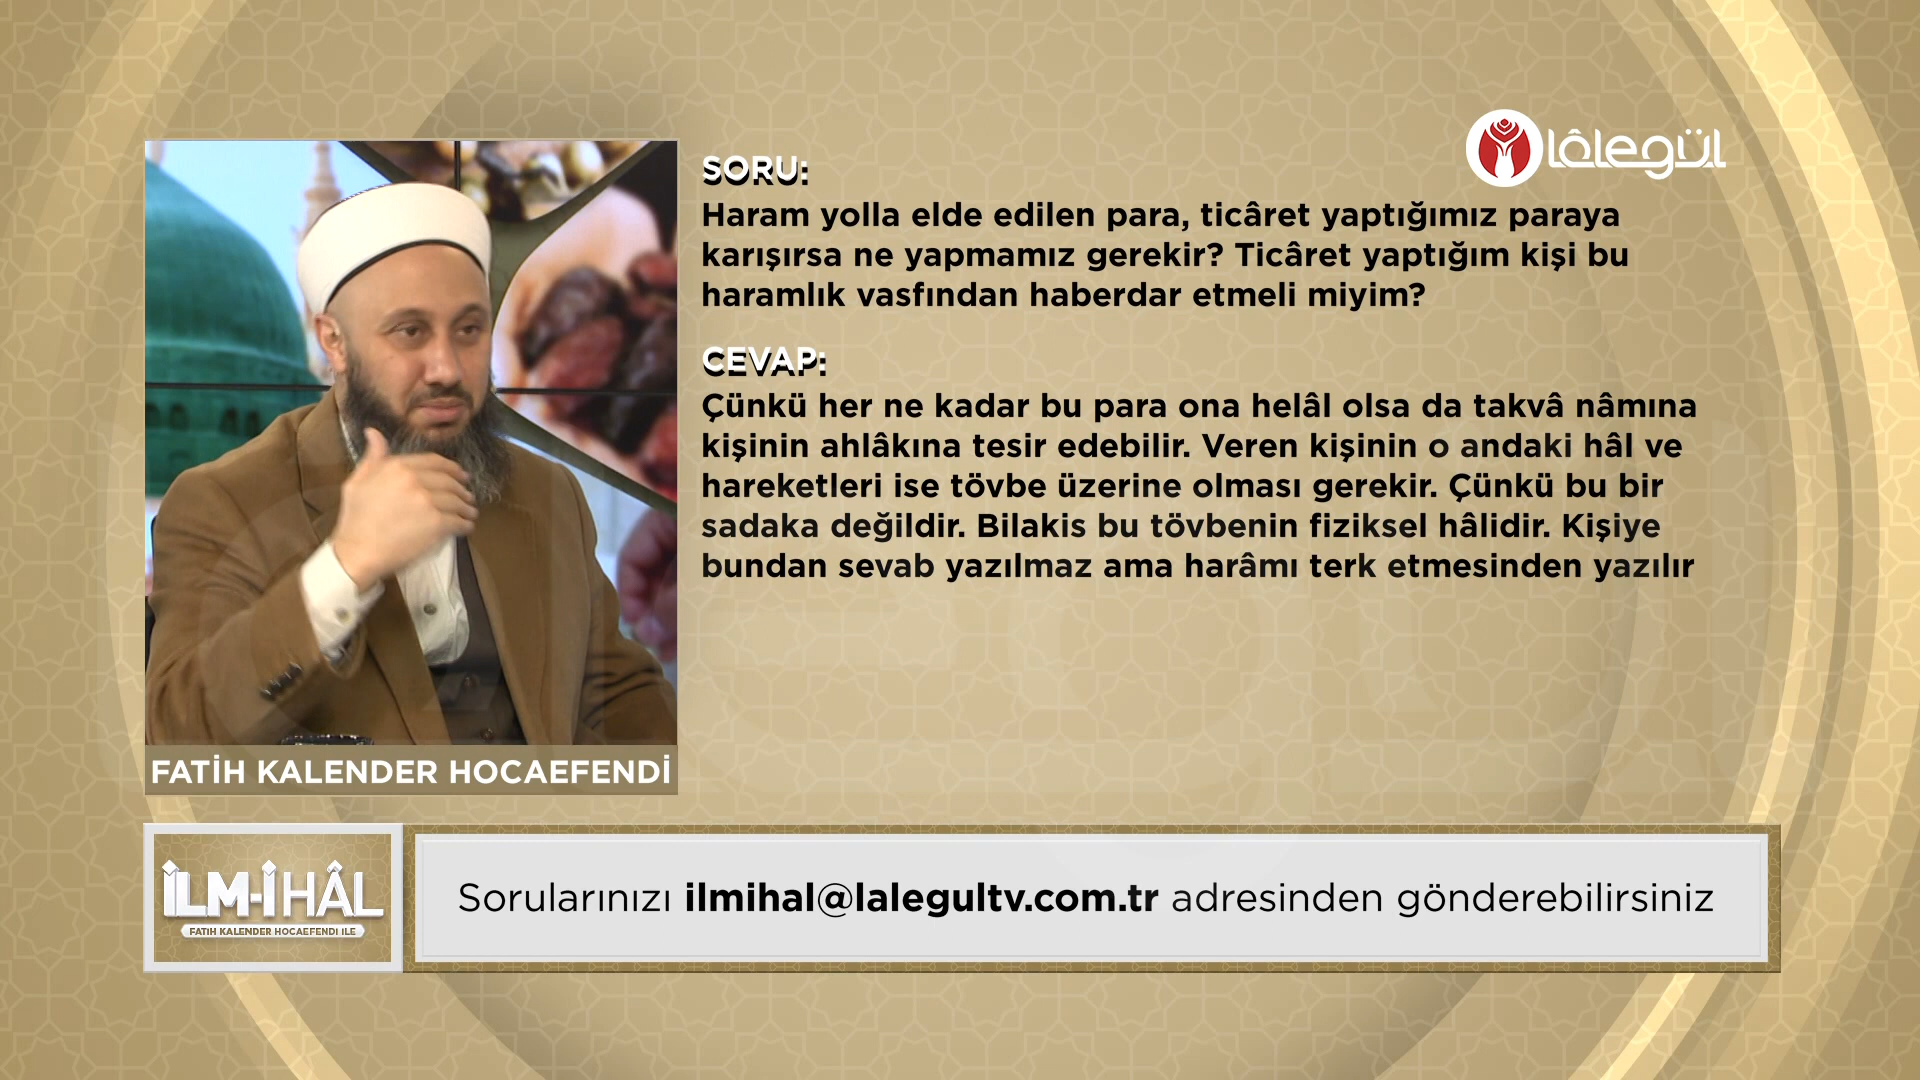 lâlegül
SORU:
Haram yolla elde edilen para, ticâret yaptığımız paraya
karışırsa ne yapmamız gerekir? Ticâret yaptığım kişi bu
haramlık vasfından haberdar etmeli miyim?
CEVAP:
Çünkü her ne kadar bu para ona helâl olsa da takvâ nâmına
kişinin ahlâkına tesir edebilir. Veren kişinin o andaki hâl ve
hareketleri ise tövbe üzerine olması gerekir. Çünkü bu bir
sadaka değildir. Bilakis bu tövbenin fiziksel hâlidir. Kişiye
bundan sevab yazılmaz ama harâmı terk etmesinden yazılır
FATİH KALENDER HOCAEFENDİ
İLM-İ HÂL
FATİH KALENDER HOCAEFENDİ İLE
Sorularınızı ilmihal@lalegultv.com.tr adresinden gönderebilirsiniz